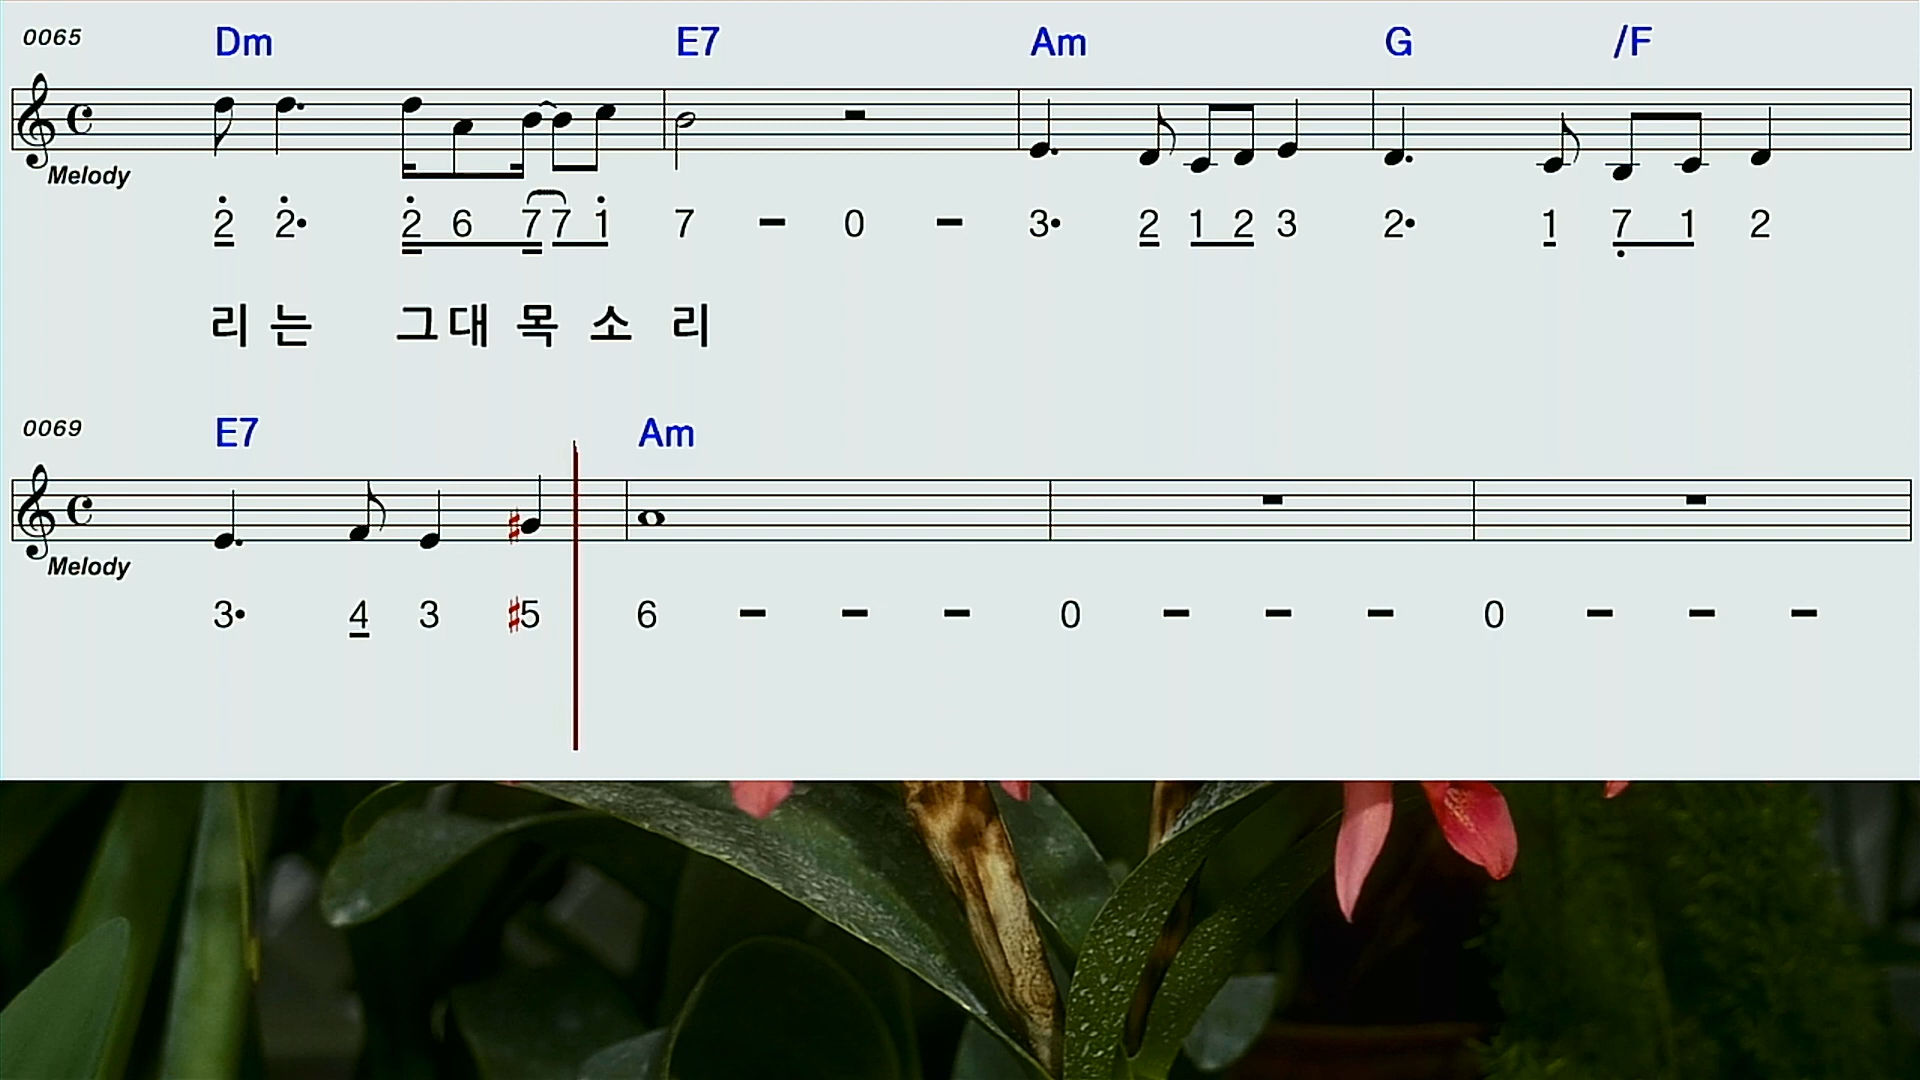 0065 Dm E7 Am G /F
Melody
2 2• 2 6 7 7 1 7 - 0 - 3• 2 1 2 3 2• 1 7 1 2
리 는 그 대 목 소 리
0069 E7 Am
Melody
3• 4 3 #5 6 - - - 0 - - - 0 - - -